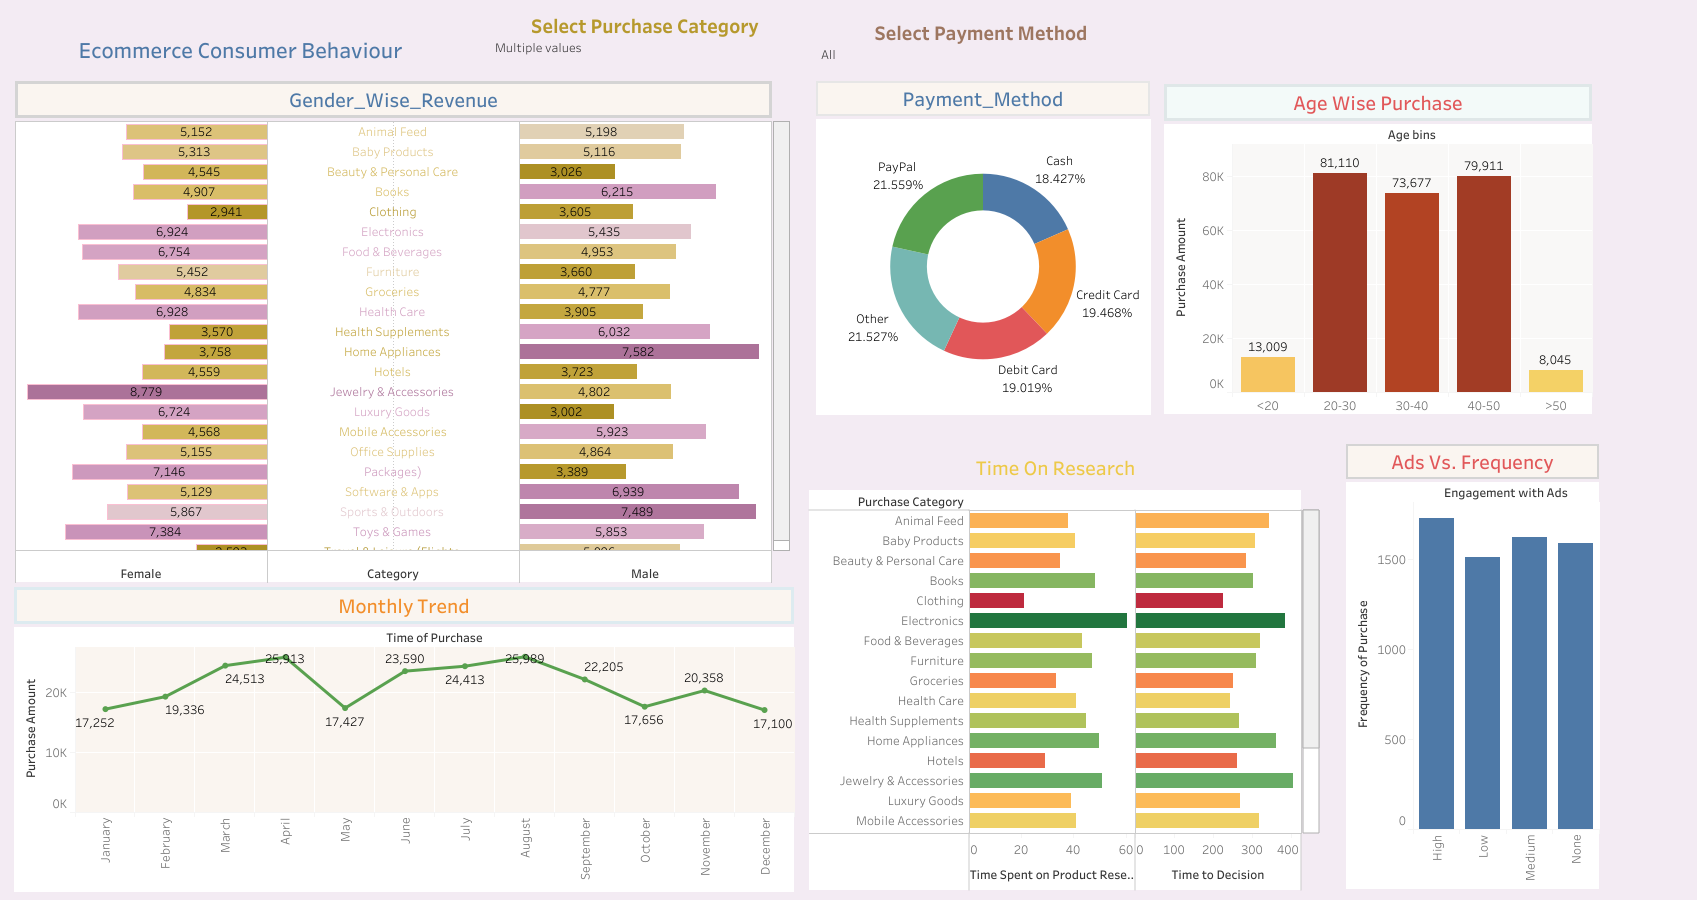 Select Purchase Category
Ecommerce Consumer Behaviour
Multiple values
Select Payment Method
All
Gender_Wise_Revenue
5,152 Animal Feed 5,198
5,313 Baby Products 5,116
4,545 Beauty & Personal Care 3,026
4,907 Books 6,215
2,941 Clothing 3,605
6,924 Electronics 5,435
6,754 Food & Beverages 4,953
5,452 Furniture 3,660
4,834 Groceries 4,777
6,928 Health Care 3,905
3,570 Health Supplements 6,032
3,758 Home Appliances 7,582
4,559 Hotels 3,723
8,779 Jewelry & Accessories 4,802
6,724 Luxury Goods 3,002
4,568 Mobile Accessories 5,923
5,155 Office Supplies 4,864
7,146 Packages) 3,389
5,129 Software & Apps 6,939
5,867 Sports & Outdoors 7,489
7,384 Toys & Games 5,853
Female Category Male
Payment_Method
PayPal
21.559%
Cash
18.427%
Credit Card
19.468%
Other
21.527%
Debit Card
19.019%
Age Wise Purchase
Age bins
Purchase Amount
80K
60K
40K
20K
0K
13,009
81,110
73,677
79,911
8,045
<20 20-30 30-40 40-50 >50
Monthly Trend
Time of Purchase
Purchase Amount
20K
10K
0K
17,252
19,336
24,513
25,913
17,427
23,590
24,413
25,989
22,205
17,656
20,358
17,100
January
February
March
April
May
June
July
August
September
October
November
December
Time On Research
Purchase Category
Animal Feed
Baby Products
Beauty & Personal Care
Books
Clothing
Electronics
Food & Beverages
Furniture
Groceries
Health Care
Health Supplements
Home Appliances
Hotels
Jewelry & Accessories
Luxury Goods
Mobile Accessories
0 20 40 60 0 100 200 300 400
Time Spent on Product Rese.. Time to Decision
Ads Vs. Frequency
Engagement with Ads
Frequency of Purchase
1500
1000
500
0
High
Low
Medium
None